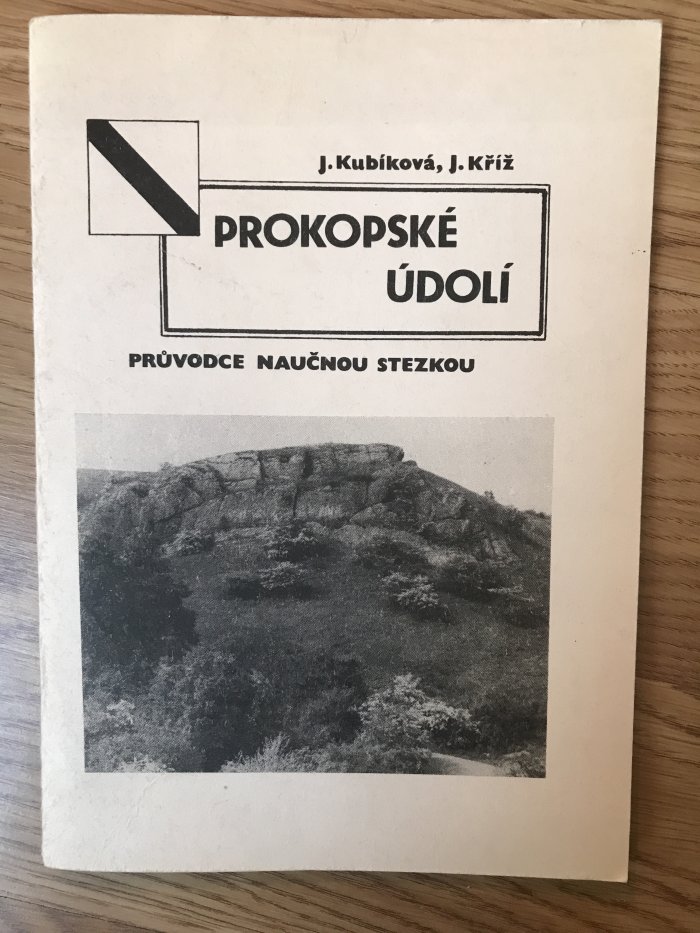 J. Kubíková, J. Kříž
PROKOPSKÉ
ÚDOLÍ
PRŮVODCE NAUČNOU STEZKOU